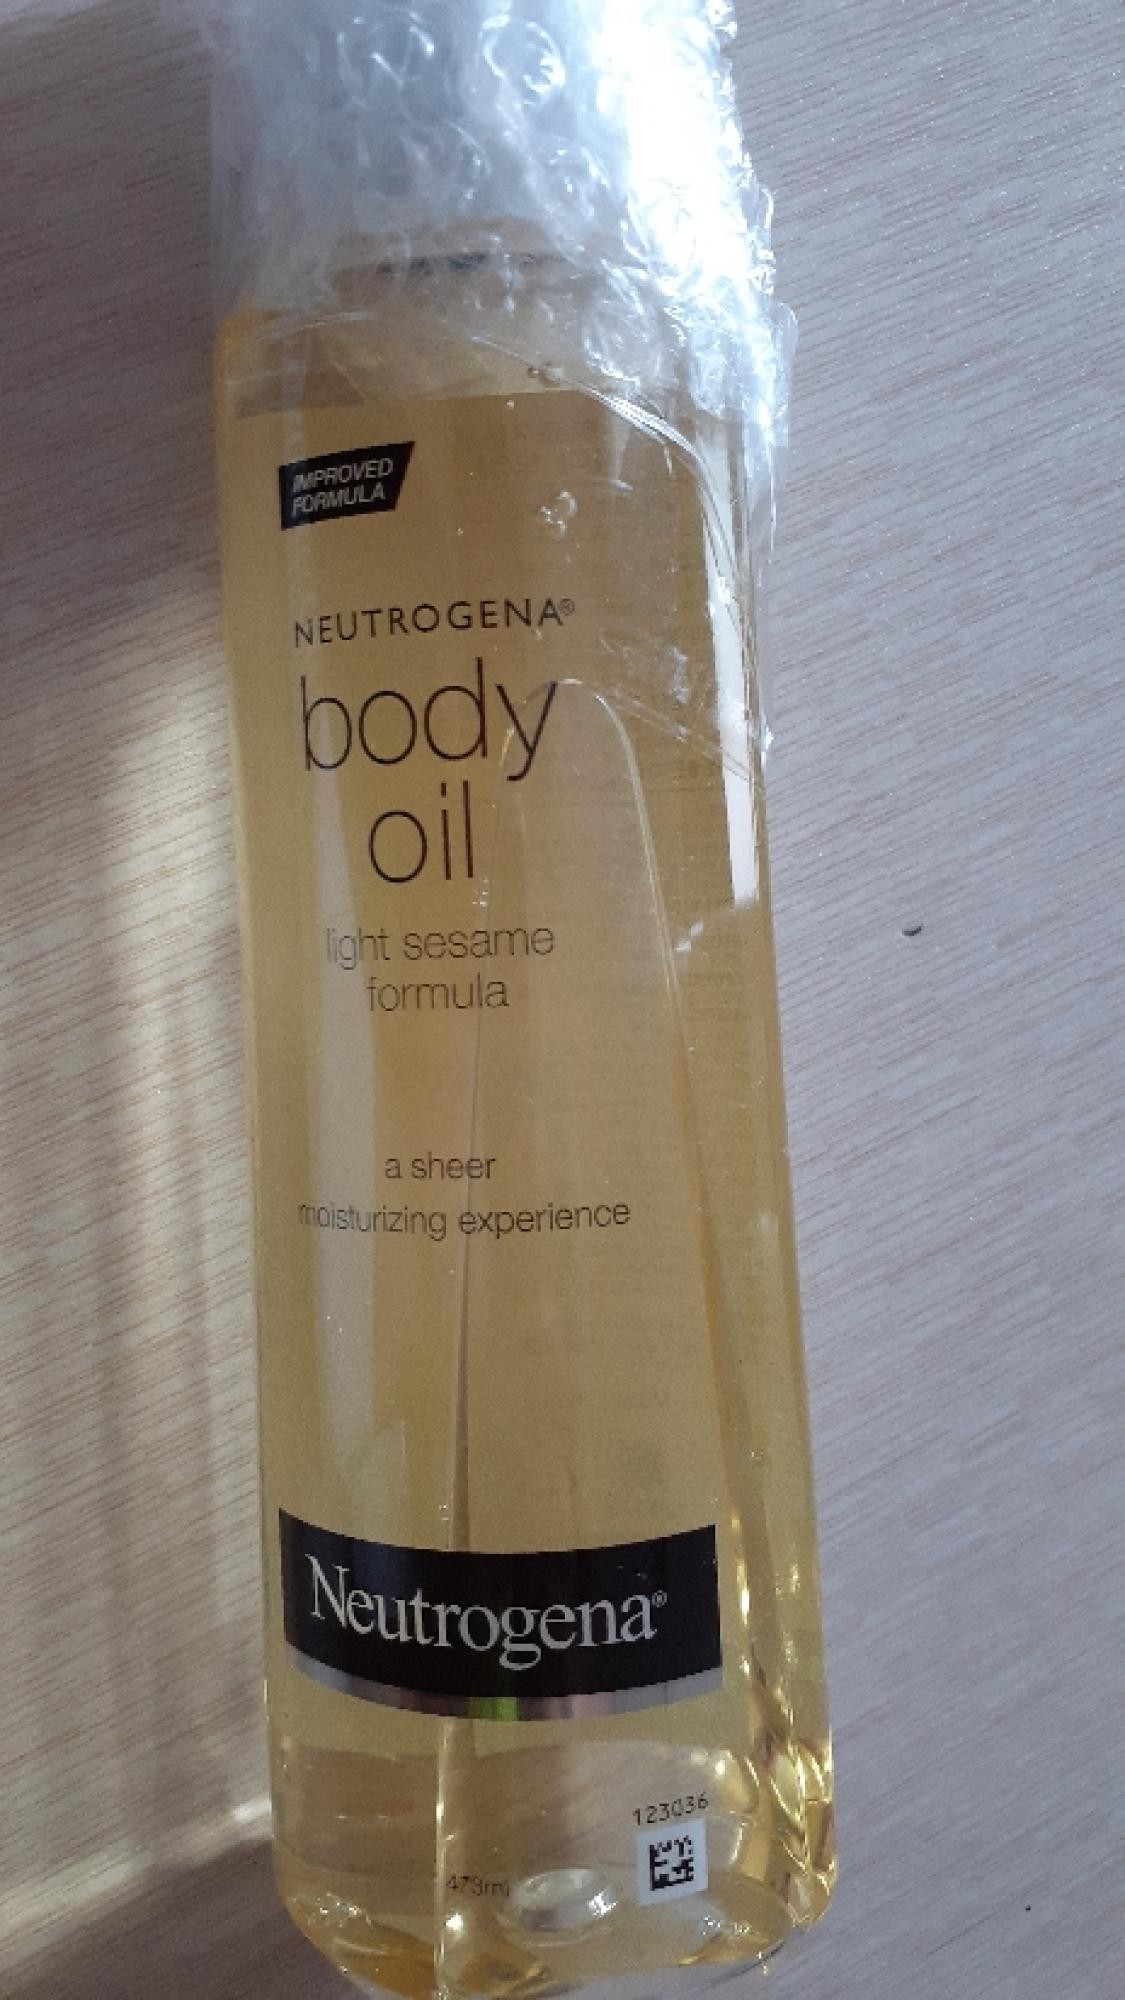 IMPROVED
FORMULA
NEUTROGENA®
body
oil
light sesame
formula
a sheer
moisturizing experience
Neutrogena®
123036
473ml